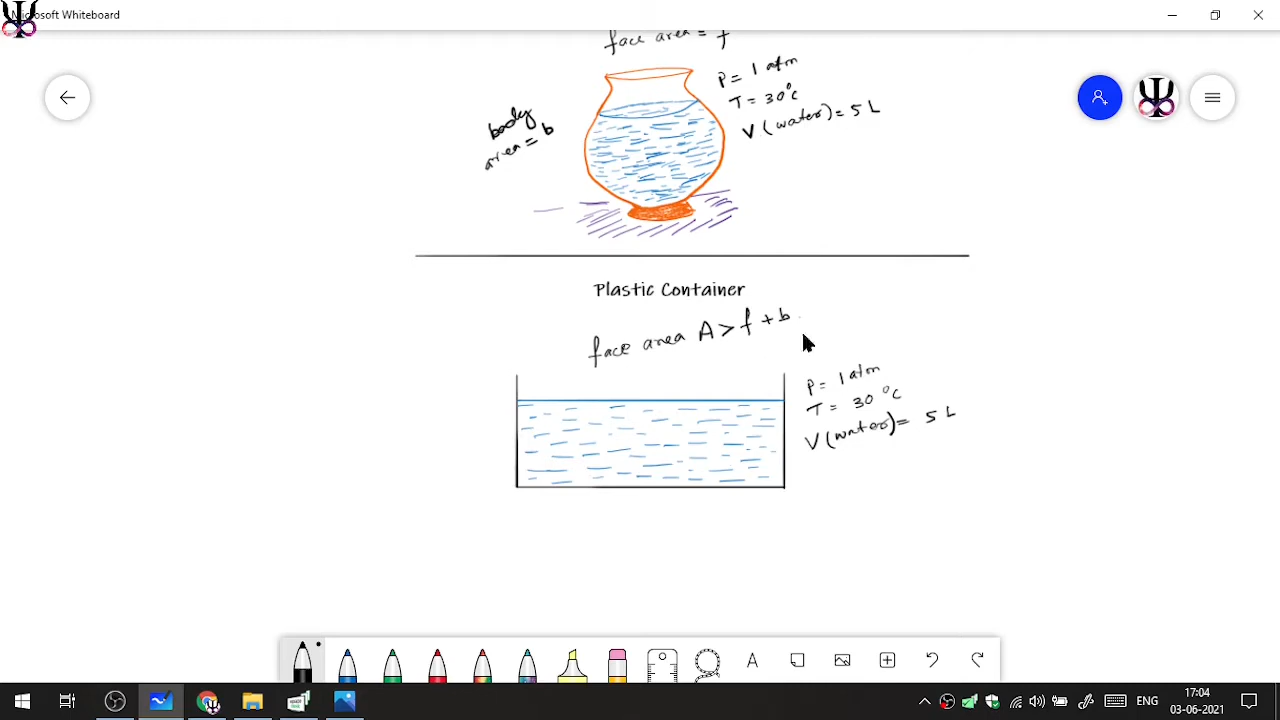 Microsoft Whiteboard
face area = f
P = 1 atm
T = 30°C
V (water) = 5 L
body
area = b
Plastic Container
face area A > f + b
P = 1 atm
T = 30 °C
V (water) = 5 L
A
ENG
17:04
03-06-2021